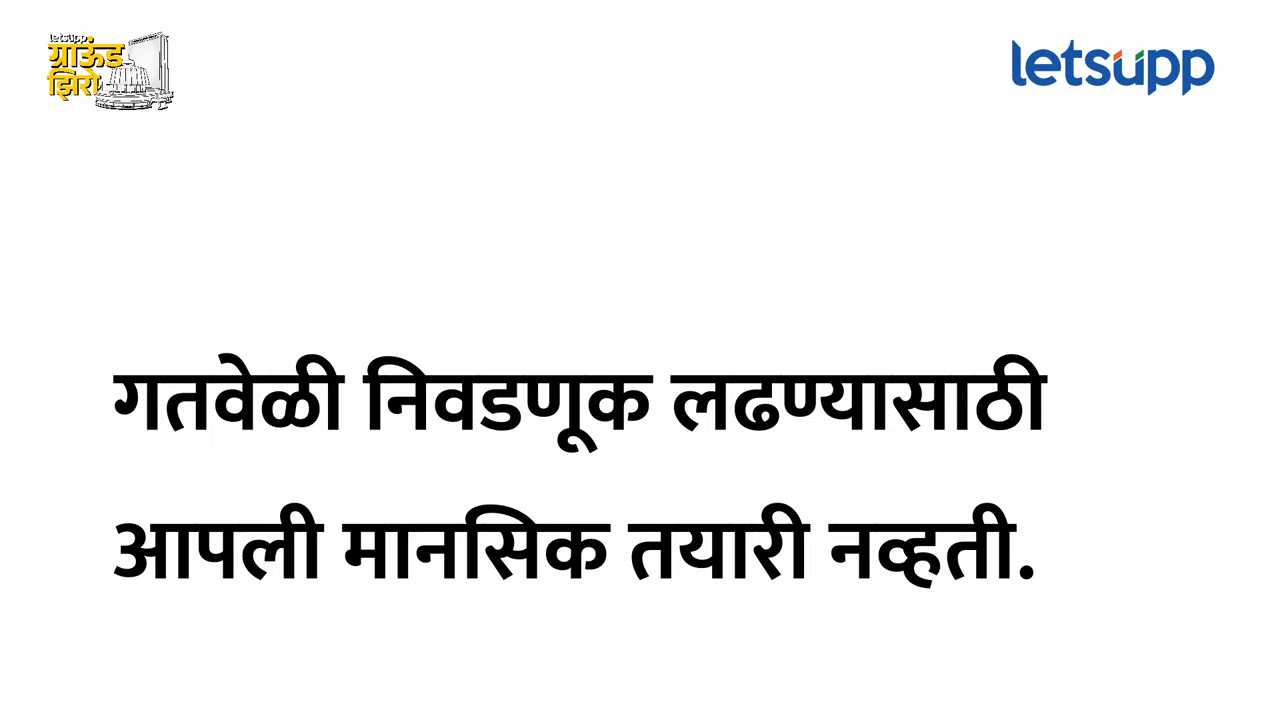 letsupp
ग्राऊंड
झिरो
letsupp
गतवेळी निवडणूक लढण्यासाठी
आपली मानसिक तयारी नव्हती.